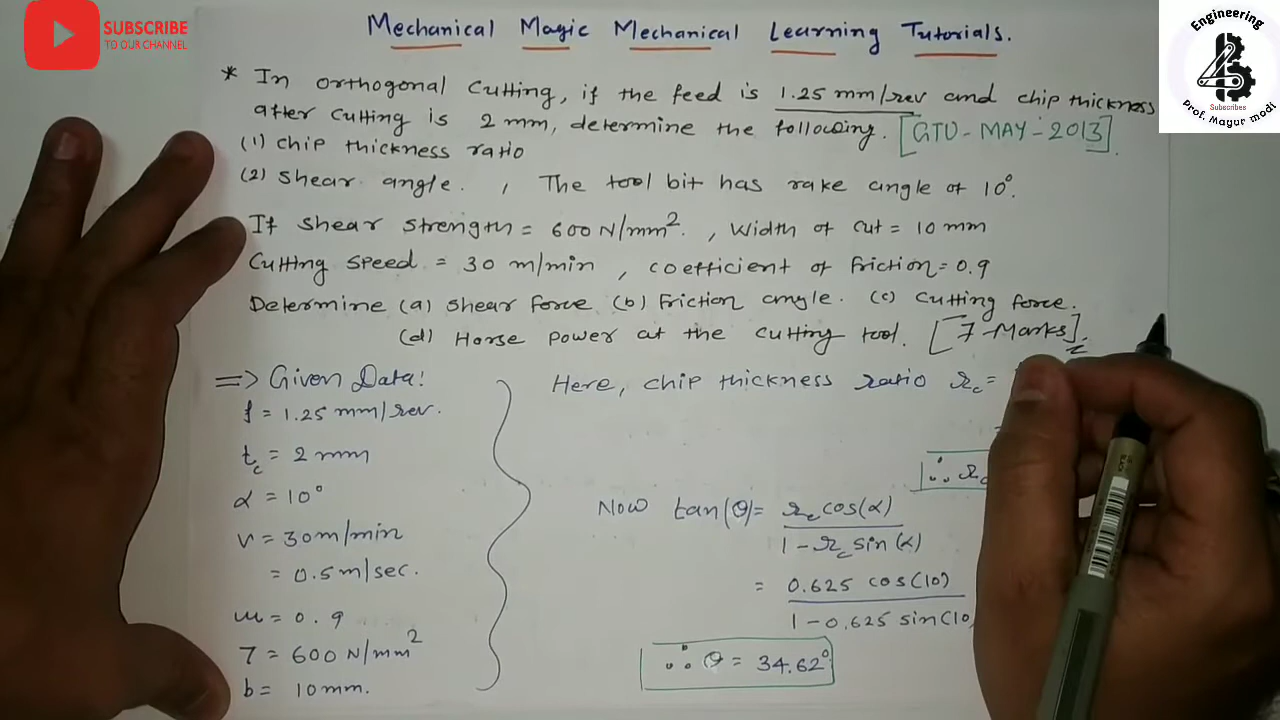 SUBSCRIBE
TO OUR CHANNEL
Engineering
Subscribes
Prof. Mayur modi
Mechanical Magic Mechanical Learning Tutorials.
* In orthogonal cutting, if the feed is 1.25 mm/rev and chip thickness
after cutting is 2 mm, determine the following. [GTU-MAY-2013].
(1) chip thickness ratio
(2) shear angle. , The tool bit has rake angle of 10°.
If shear strength = 600 N/mm². , width of cut = 10 mm
Cutting speed = 30 m/min , coefficient of friction = 0.9
Determine (a) shear force (b) Friction angle. (c) cutting force.
(d) Horse power at the cutting tool. [7-Marks].
=> Given Data!
f = 1.25 mm/rev.
tc = 2 mm
α = 10°
v = 30 m/min
= 0.5 m/sec.
μ = 0.9
τ = 600 N/mm²
b = 10 mm.
Here, chip thickness ratio rc =
=
∴ rc
Now tan(θ) = rc cos(α)
1 - rc sin(α)
= 0.625 cos(10)
1 - 0.625 sin(10)
∴ θ = 34.62°